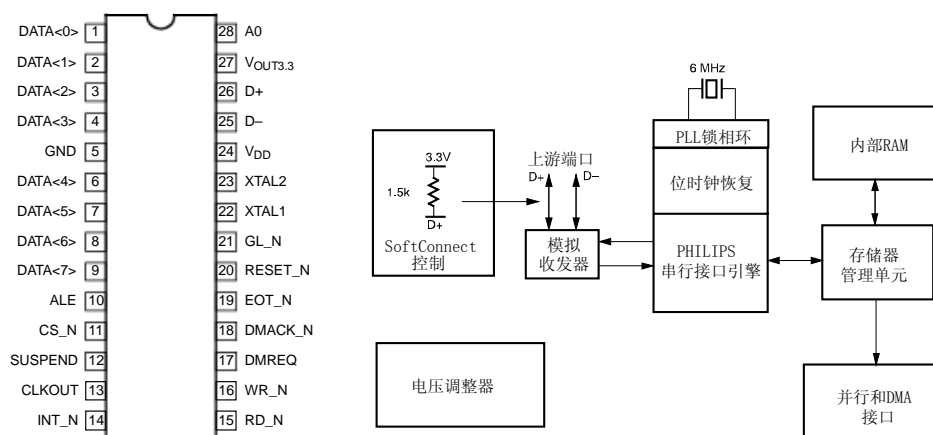 DATA<0> 1 28 A0
DATA<1> 2 27 VOUT3.3
DATA<2> 3 26 D+
DATA<3> 4 25 D−
GND 5 24 VDD
DATA<4> 6 23 XTAL2
DATA<5> 7 22 XTAL1
DATA<6> 8 21 GL_N
DATA<7> 9 20 RESET_N
ALE 10 19 EOT_N
CS_N 11 18 DMACK_N
SUSPEND 12 17 DMREQ
CLKOUT 13 16 WR_N
INT_N 14 15 RD_N
3.3V
1.5k
D+
SoftConnect
控制
上游端口
D+ D−
模拟
收发器
6 MHz
PLL锁相环
位时钟恢复
PHILIPS
串行接口引擎
内部RAM
存储器
管理单元
并行和DMA
接口
电压调整器